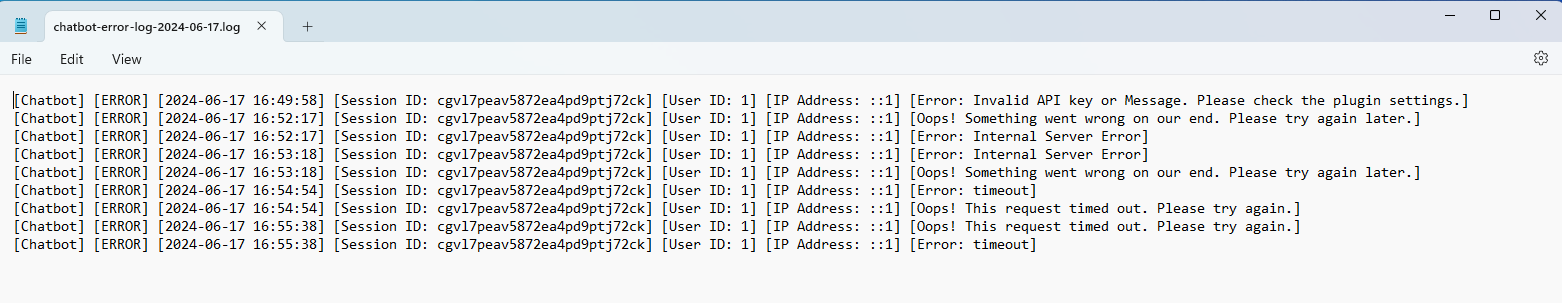 chatbot-error-log-2024-06-17.log
File Edit View
[Chatbot] [ERROR] [2024-06-17 16:49:58] [Session ID: cgvl7peav5872ea4pd9ptj72ck] [User ID: 1] [IP Address: ::1] [Error: Invalid API key or Message. Please check the plugin settings.]
[Chatbot] [ERROR] [2024-06-17 16:52:17] [Session ID: cgvl7peav5872ea4pd9ptj72ck] [User ID: 1] [IP Address: ::1] [Oops! Something went wrong on our end. Please try again later.]
[Chatbot] [ERROR] [2024-06-17 16:52:17] [Session ID: cgvl7peav5872ea4pd9ptj72ck] [User ID: 1] [IP Address: ::1] [Error: Internal Server Error]
[Chatbot] [ERROR] [2024-06-17 16:53:18] [Session ID: cgvl7peav5872ea4pd9ptj72ck] [User ID: 1] [IP Address: ::1] [Error: Internal Server Error]
[Chatbot] [ERROR] [2024-06-17 16:53:18] [Session ID: cgvl7peav5872ea4pd9ptj72ck] [User ID: 1] [IP Address: ::1] [Oops! Something went wrong on our end. Please try again later.]
[Chatbot] [ERROR] [2024-06-17 16:54:54] [Session ID: cgvl7peav5872ea4pd9ptj72ck] [User ID: 1] [IP Address: ::1] [Error: timeout]
[Chatbot] [ERROR] [2024-06-17 16:54:54] [Session ID: cgvl7peav5872ea4pd9ptj72ck] [User ID: 1] [IP Address: ::1] [Oops! This request timed out. Please try again.]
[Chatbot] [ERROR] [2024-06-17 16:55:38] [Session ID: cgvl7peav5872ea4pd9ptj72ck] [User ID: 1] [IP Address: ::1] [Oops! This request timed out. Please try again.]
[Chatbot] [ERROR] [2024-06-17 16:55:38] [Session ID: cgvl7peav5872ea4pd9ptj72ck] [User ID: 1] [IP Address: ::1] [Error: timeout]